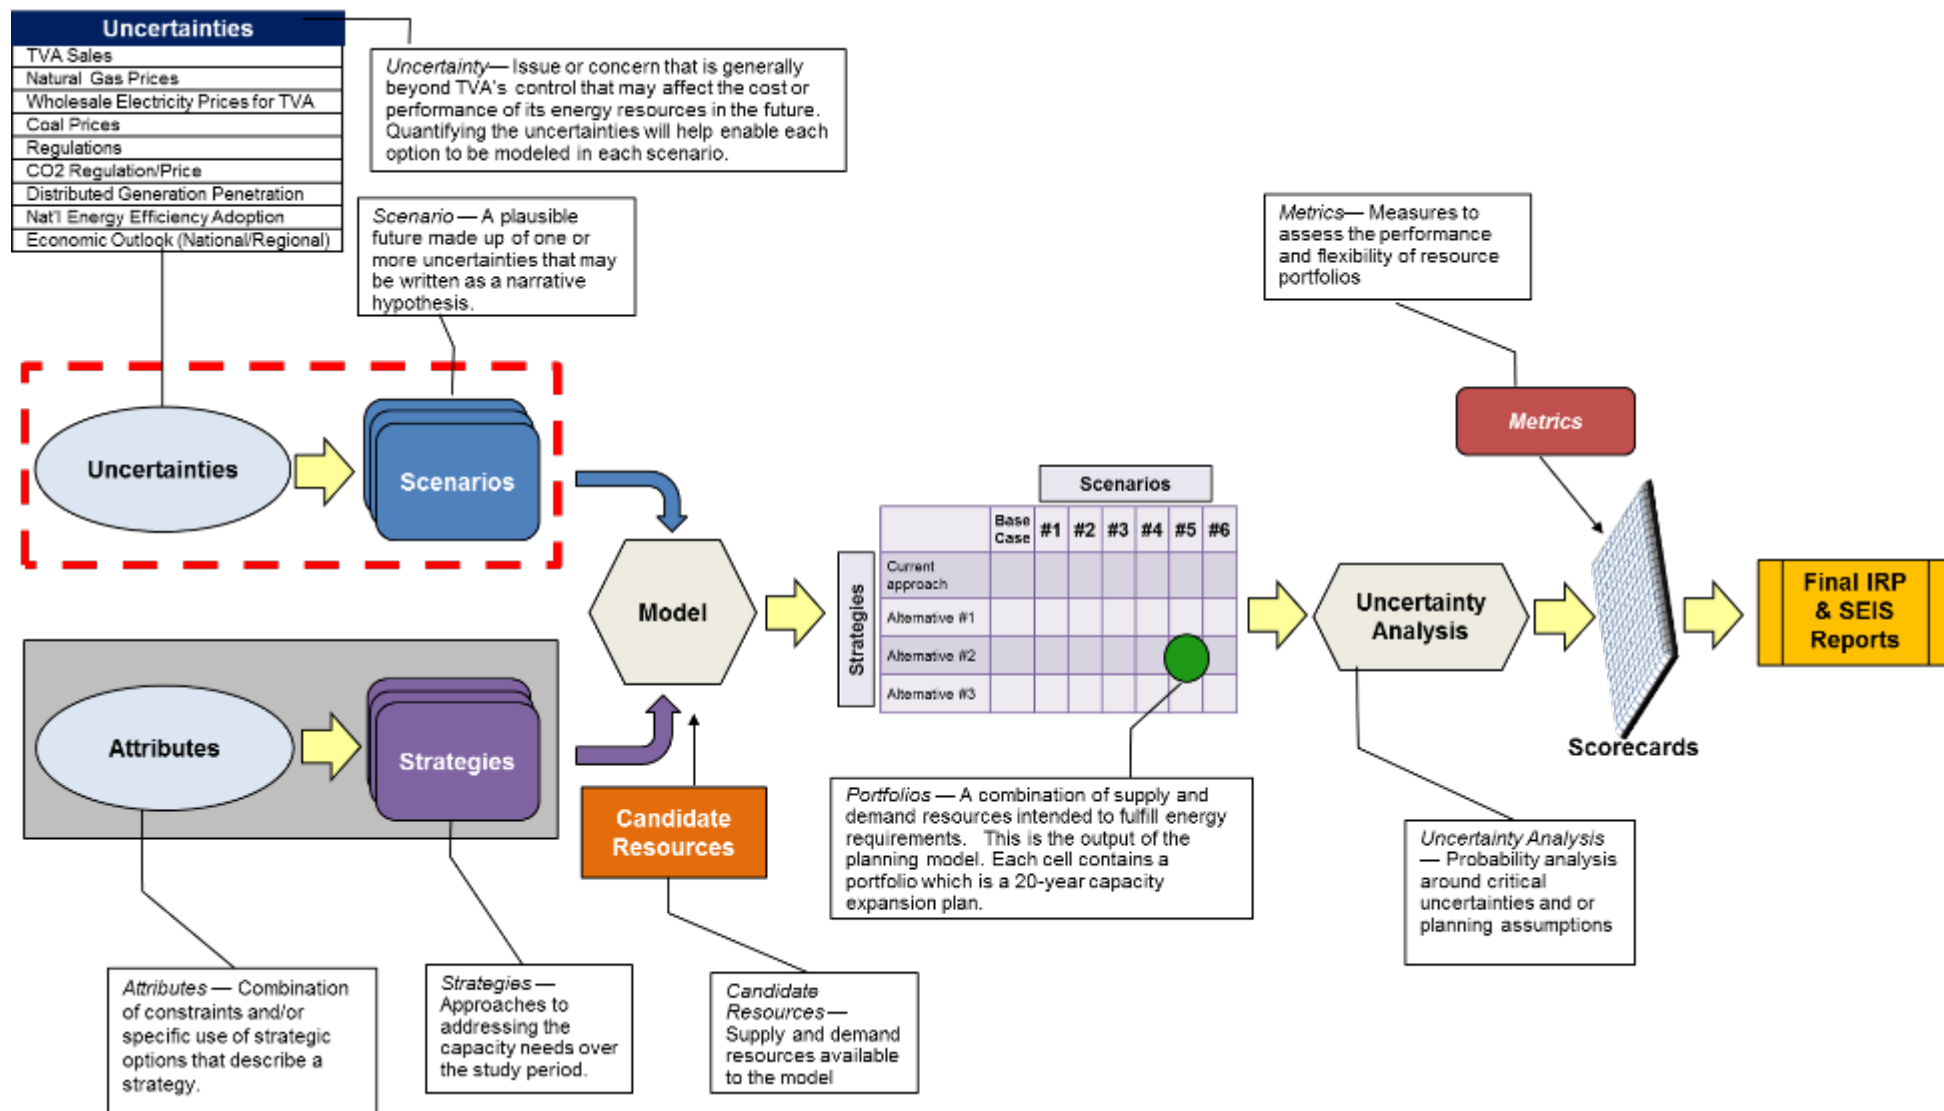 Uncertainties
TVA Sales
Natural Gas Prices
Wholesale Electricity Prices for TVA
Coal Prices
Regulations
CO2 Regulation/Price
Distributed Generation Penetration
Nat'l Energy Efficiency Adoption
Economic Outlook (National/Regional)
Uncertainty— Issue or concern that is generally
beyond TVA's control that may affect the cost or
performance of its energy resources in the future.
Quantifying the uncertainties will help enable each
option to be modeled in each scenario.
Scenario — A plausible
future made up of one or
more uncertainties that may
be written as a narrative
hypothesis.
Metrics— Measures to
assess the performance
and flexibility of resource
portfolios
Uncertainties
Scenarios
Metrics
Model
Scenarios
Strategies
Base
Case
#1
#2
#3
#4
#5
#6
Current
approach
Alternative #1
Alternative #2
Alternative #3
Uncertainty
Analysis
Scorecards
Final IRP
& SEIS
Reports
Attributes
Strategies
Candidate
Resources
Portfolios — A combination of supply and
demand resources intended to fulfill energy
requirements. This is the output of the
planning model. Each cell contains a
portfolio which is a 20-year capacity
expansion plan.
Uncertainty Analysis
— Probability analysis
around critical
uncertainties and or
planning assumptions
Attributes — Combination
of constraints and/or
specific use of strategic
options that describe a
strategy.
Strategies —
Approaches to
addressing the
capacity needs over
the study period.
Candidate
Resources —
Supply and demand
resources available
to the model